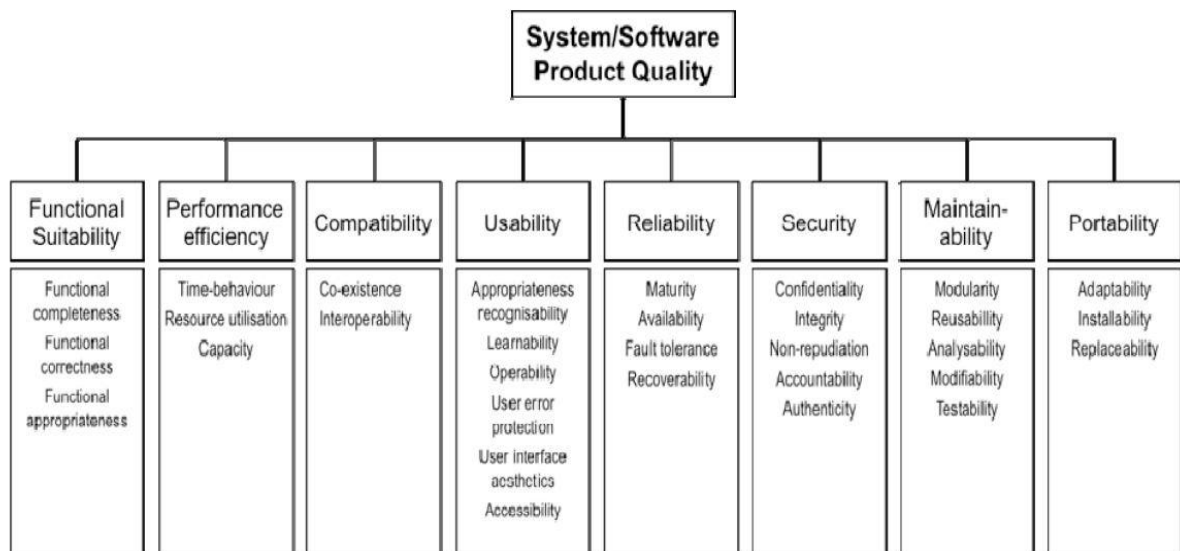 System/Software
Product Quality
Functional
Suitability
Performance
efficiency
Compatibility
Usability
Reliability
Security
Maintain-
ability
Portability
Functional
completeness
Functional
correctness
Functional
appropriateness
Time-behaviour
Resource utilisation
Capacity
Co-existence
Interoperability
Appropriateness
recognisability
Learnability
Operability
User error
protection
User interface
aesthetics
Accessibility
Maturity
Availability
Fault tolerance
Recoverability
Confidentiality
Integrity
Non-repudiation
Accountability
Authenticity
Modularity
Reusabillity
Analysability
Modifiability
Testability
Adaptability
Installability
Replaceability